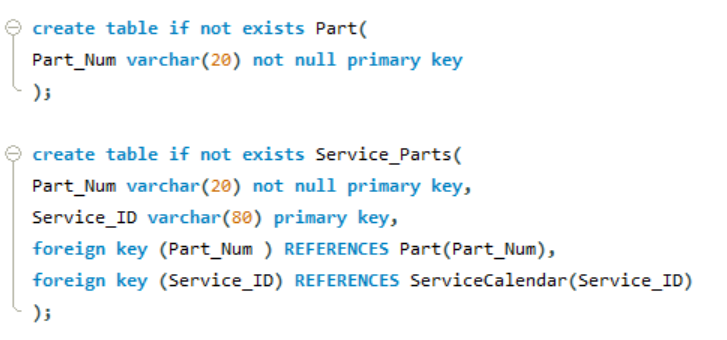 create table if not exists Part(
Part_Num varchar(20) not null primary key
);
create table if not exists Service_Parts(
Part_Num varchar(20) not null primary key,
Service_ID varchar(80) primary key,
foreign key (Part_Num ) REFERENCES Part(Part_Num),
foreign key (Service_ID) REFERENCES ServiceCalendar(Service_ID)
);